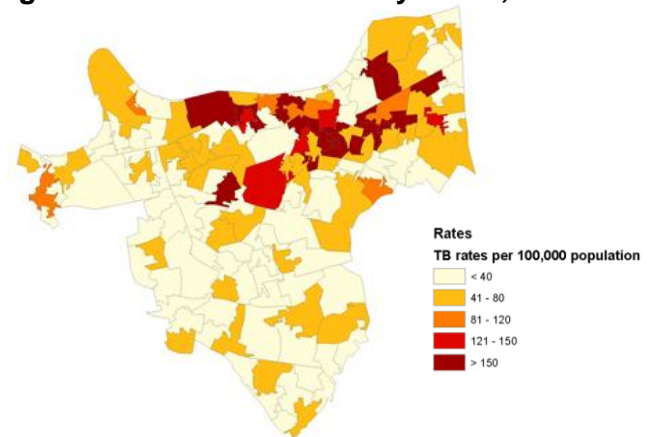 Rates
TB rates per 100,000 population
< 40
41 - 80
81 - 120
121 - 150
> 150